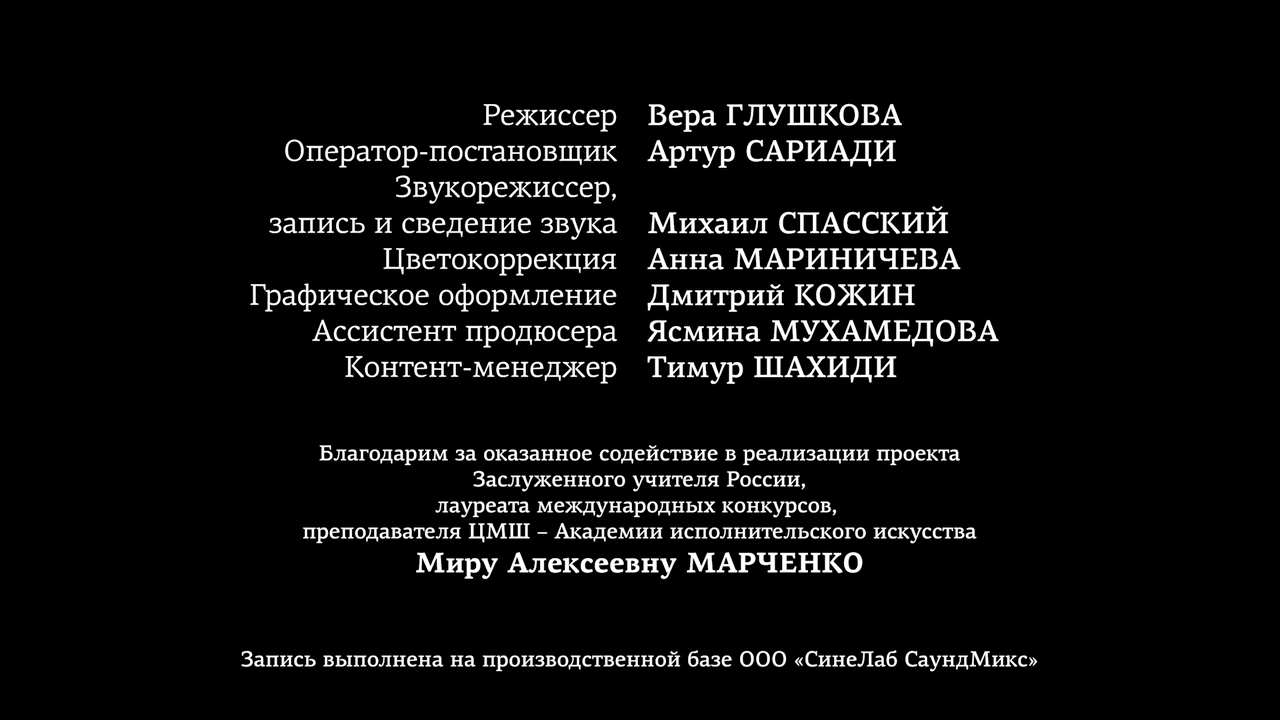 Режиссер Вера ГЛУШКОВА
Оператор-постановщик Артур САРИАДИ
Звукорежиссер,
запись и сведение звука Михаил СПАССКИЙ
Цветокоррекция Анна МАРИНИЧЕВА
Графическое оформление Дмитрий КОЖИН
Ассистент продюсера Ясмина МУХАМЕДОВА
Контент-менеджер Тимур ШАХИДИ
Благодарим за оказанное содействие в реализации проекта
Заслуженного учителя России,
лауреата международных конкурсов,
преподавателя ЦМШ – Академии исполнительского искусства
Миру Алексеевну МАРЧЕНКО
Запись выполнена на производственной базе ООО «СинеЛаб СаундМикс»